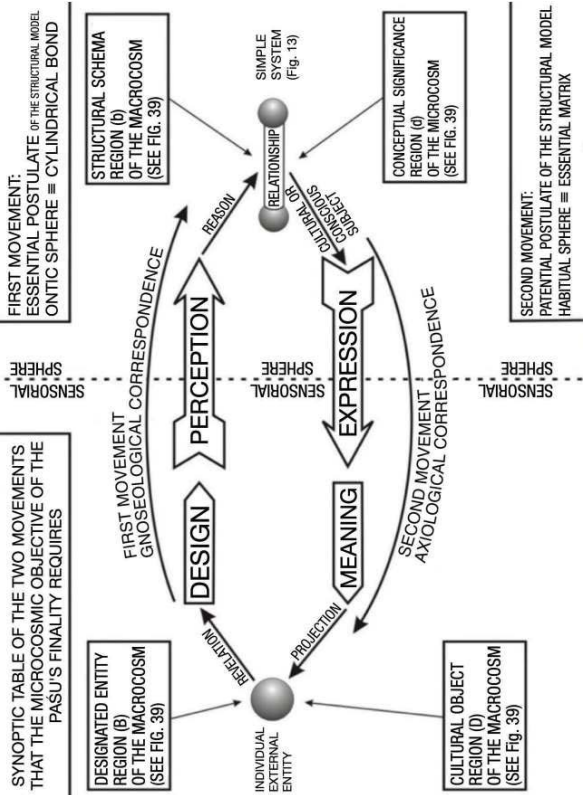 SYNOPTIC TABLE OF THE TWO MOVEMENTS
THAT THE MICROCOSMIC OBJECTIVE OF THE
PAŚU'S FINALITY REQUIRES
FIRST MOVEMENT:
ESSENTIAL POSTULATE OF THE STRUCTURAL MODEL
ONTIC SPHERE ≡ CYLINDRICAL BOND
SENSORIAL
SPHERE
DESIGNATED ENTITY
REGION (B)
OF THE MACROCOSM
(SEE FIG. 39)
FIRST MOVEMENT
GNOSEOLOGICAL CORRESPONDENCE
STRUCTURAL SCHEMA
REGION (b)
OF THE MACROCOSM
(SEE FIG. 39)
REVELATION
DESIGN
PERCEPTION
REASON
INDIVIDUAL
EXTERNAL
ENTITY
SENSORIAL
SPHERE
RELATIONSHIP
SIMPLE
SYSTEM
(Fig. 13)
PROJECTION
MEANING
EXPRESSION
CULTURAL OR
CONSCIOUS
SUBJECT
CULTURAL OBJECT
REGION (D)
OF THE MACROCOSM
(SEE FIG. 39)
SECOND MOVEMENT
AXIOLOGICAL CORRESPONDENCE
CONCEPTUAL SIGNIFICANCE
REGION (d)
OF THE MICROCOSM
(SEE FIG. 39)
SENSORIAL
SPHERE
SECOND MOVEMENT:
PATENTIAL POSTULATE OF THE STRUCTURAL MODEL
HABITUAL SPHERE ≡ ESSENTIAL MATRIX